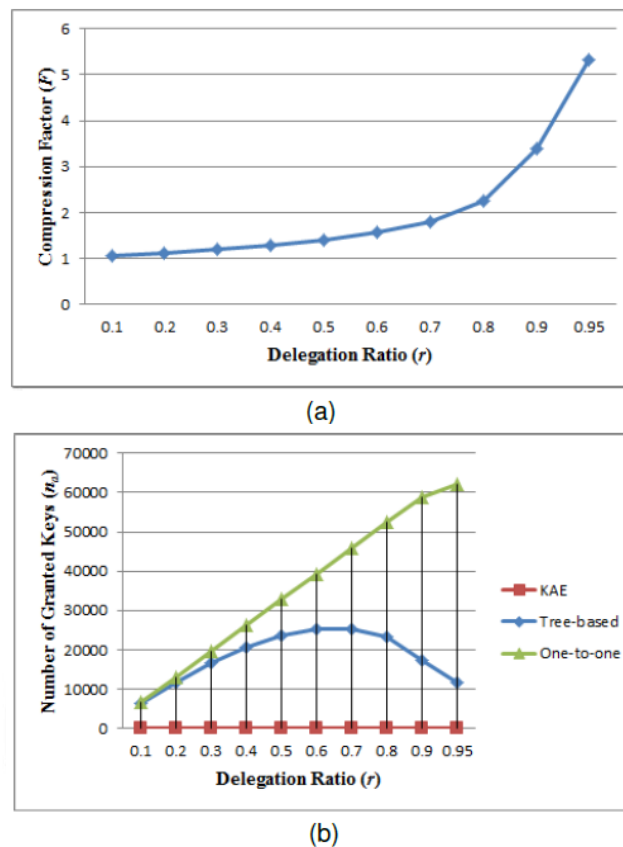 6
5
4
3
2
1
0
Compression Factor (F)
0.1 0.2 0.3 0.4 0.5 0.6 0.7 0.8 0.9 0.95
Delegation Ratio (r)
(a)
70000
60000
50000
40000
30000
20000
10000
0
Number of Granted Keys (nₐ)
0.1 0.2 0.3 0.4 0.5 0.6 0.7 0.8 0.9 0.95
Delegation Ratio (r)
KAE
Tree-based
One-to-one
(b)